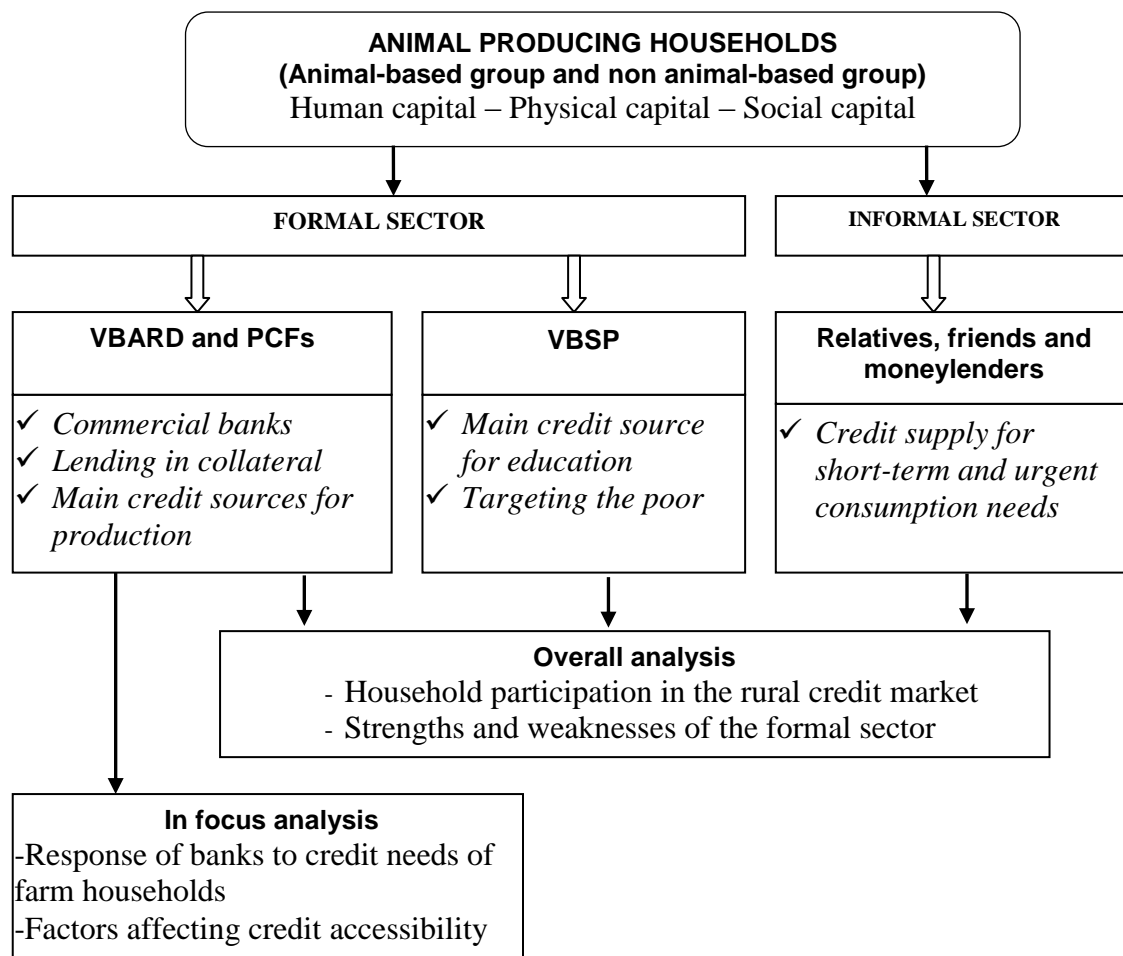 ANIMAL PRODUCING HOUSEHOLDS
(Animal-based group and non animal-based group)
Human capital – Physical capital – Social capital
FORMAL SECTOR
INFORMAL SECTOR
VBARD and PCFs
✓ Commercial banks
✓ Lending in collateral
✓ Main credit sources for
production
VBSP
✓ Main credit source
for education
✓ Targeting the poor
Relatives, friends and
moneylenders
✓ Credit supply for
short-term and urgent
consumption needs
Overall analysis
- Household participation in the rural credit market
- Strengths and weaknesses of the formal sector
In focus analysis
-Response of banks to credit needs of
farm households
-Factors affecting credit accessibility